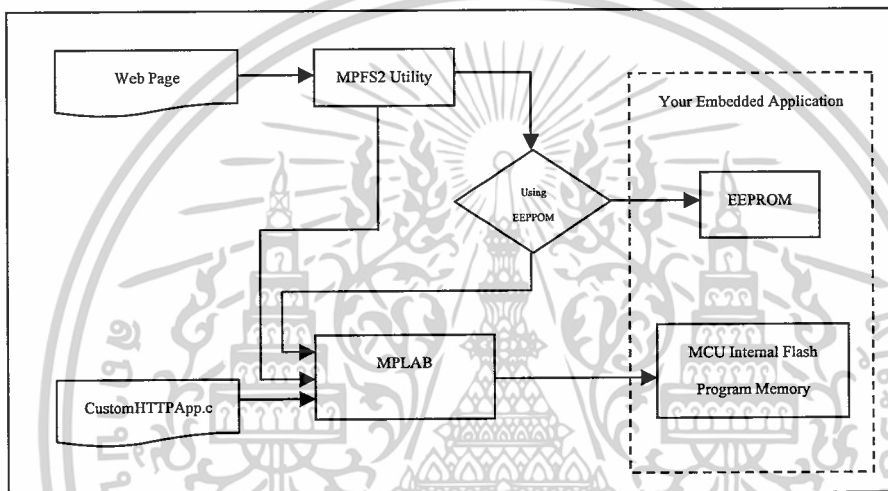 Web Page
MPFS2 Utility
Your Embedded Application
Using
EEPPOM
EEPROM
MPLAB
MCU Internal Flash
Program Memory
CustomHTTPApp.c